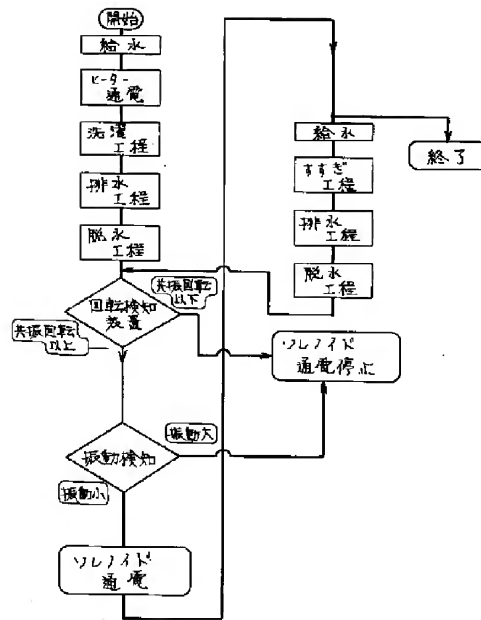 開始
給水
ヒーター
通電
洗濯
工程
排水
工程
脱水
工程
回転検知
装置
共振回転
以下
共振回転
以上
振動検知
振動大
振動小
ソレノイド
通電
給水
すすぎ
工程
排水
工程
脱水
工程
終了
ソレノイド
通電停止